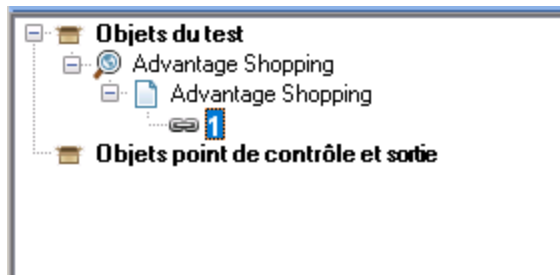 Objets du test
Advantage Shopping
Advantage Shopping
1
Objets point de contrôle et sortie